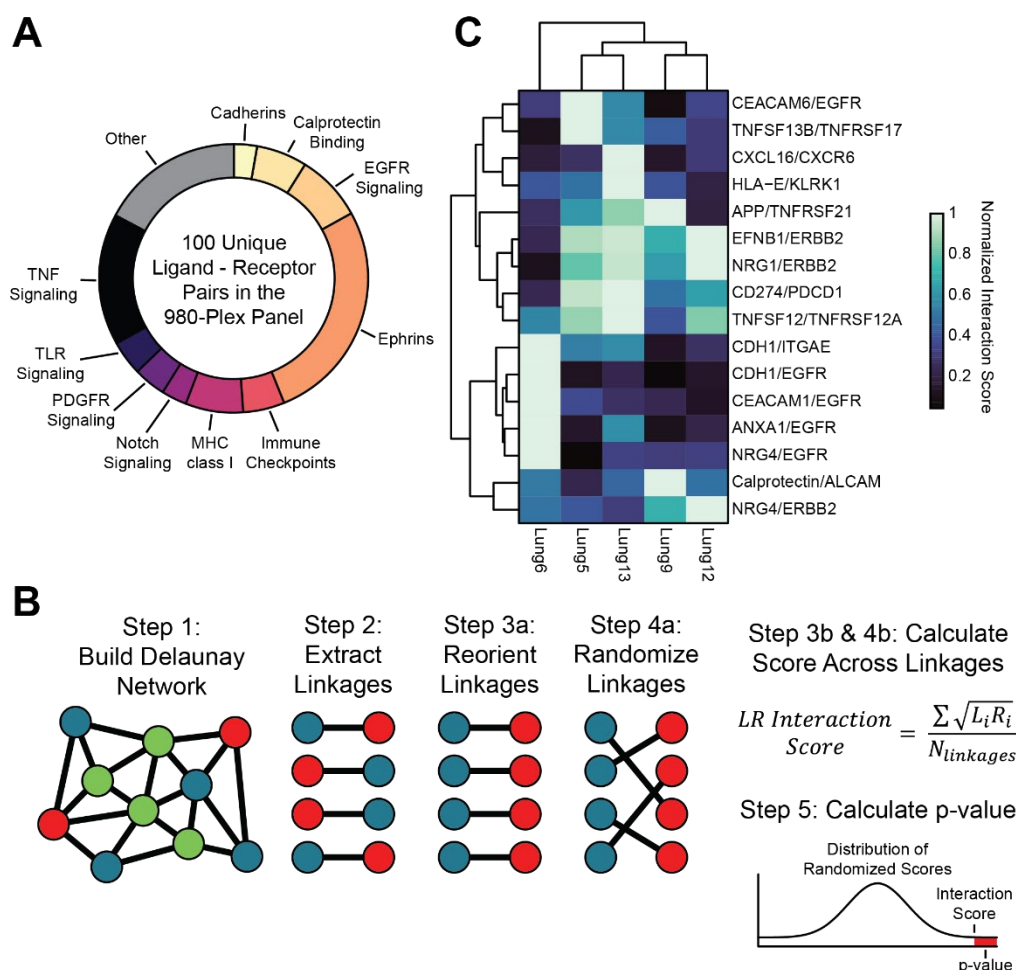 A
Cadherins
Calprotectin
Binding
EGFR
Signaling
Ephrins
Immune
Checkpoints
MHC
class I
Notch
Signaling
PDGFR
Signaling
TLR
Signaling
TNF
Signaling
Other
100 Unique
Ligand - Receptor
Pairs in the
980-Plex Panel
C
CEACAM6/EGFR
TNFSF13B/TNFRSF17
CXCL16/CXCR6
HLA−E/KLRK1
APP/TNFRSF21
EFNB1/ERBB2
NRG1/ERBB2
CD274/PDCD1
TNFSF12/TNFRSF12A
CDH1/ITGAE
CDH1/EGFR
CEACAM1/EGFR
ANXA1/EGFR
NRG4/EGFR
Calprotectin/ALCAM
NRG4/ERBB2
Lung6
Lung5
Lung13
Lung9
Lung12
1
0.8
0.6
0.4
0.2
Normalized Interaction Score
B
Step 1:
Build Delaunay
Network
Step 2:
Extract
Linkages
Step 3a:
Reorient
Linkages
Step 4a:
Randomize
Linkages
Step 3b & 4b: Calculate
Score Across Linkages
LR Interaction
Score
= ∑ √LᵢRᵢ
N linkages
Step 5: Calculate p-value
Distribution of
Randomized Scores
Interaction
Score
p-value